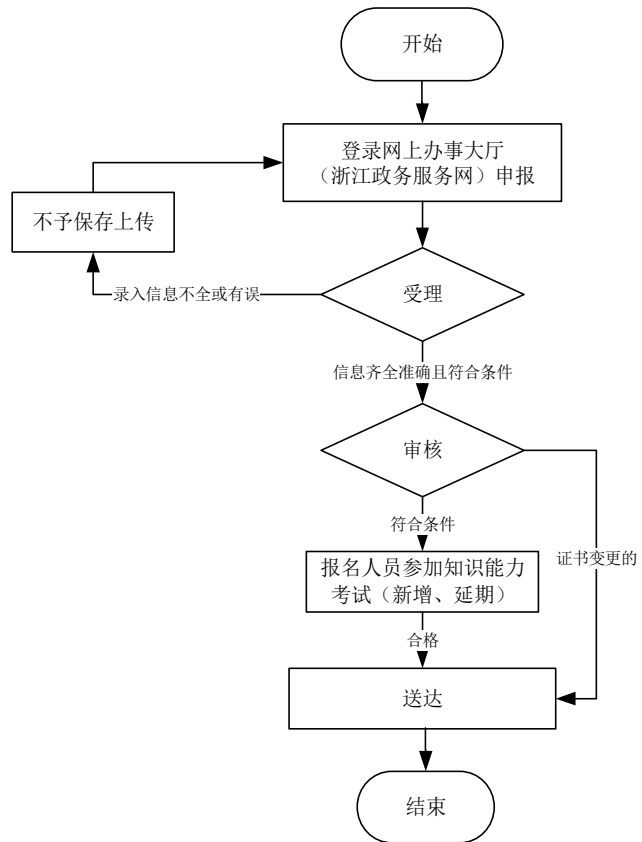 开始
登录网上办事大厅
（浙江政务服务网）申报
不予保存上传
录入信息不全或有误
受理
信息齐全准确且符合条件
审核
符合条件
证书变更的
报名人员参加知识能力
考试（新增、延期）
合格
送达
结束